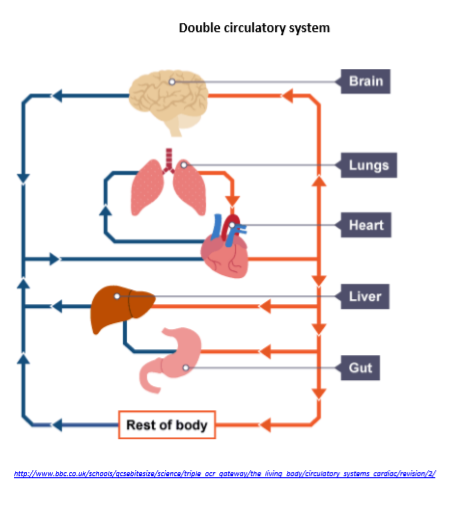 Double circulatory system
Brain
Lungs
Heart
Liver
Gut
Rest of body
http://www.bbc.co.uk/schools/gcsebitesize/science/triple_ocr_gateway/the_living_body/circulatory_systems_cardiac/revision/2/